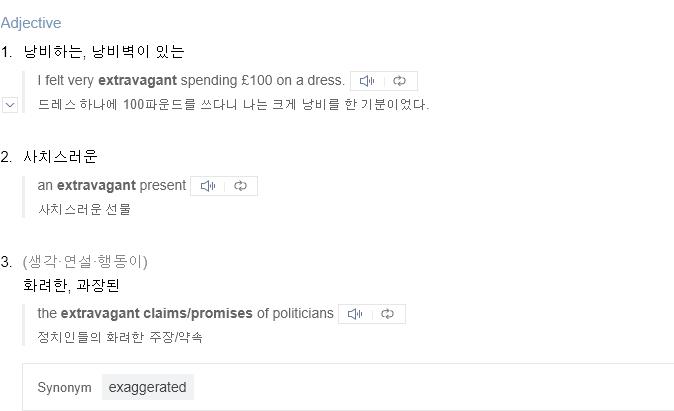 Adjective
1. 낭비하는, 낭비벽이 있는
I felt very extravagant spending £100 on a dress.
드레스 하나에 100파운드를 쓰다니 나는 크게 낭비를 한 기분이었다.
2. 사치스러운
an extravagant present
사치스러운 선물
3. (생각·연설·행동이)
화려한, 과장된
the extravagant claims/promises of politicians
정치인들의 화려한 주장/약속
Synonym exaggerated